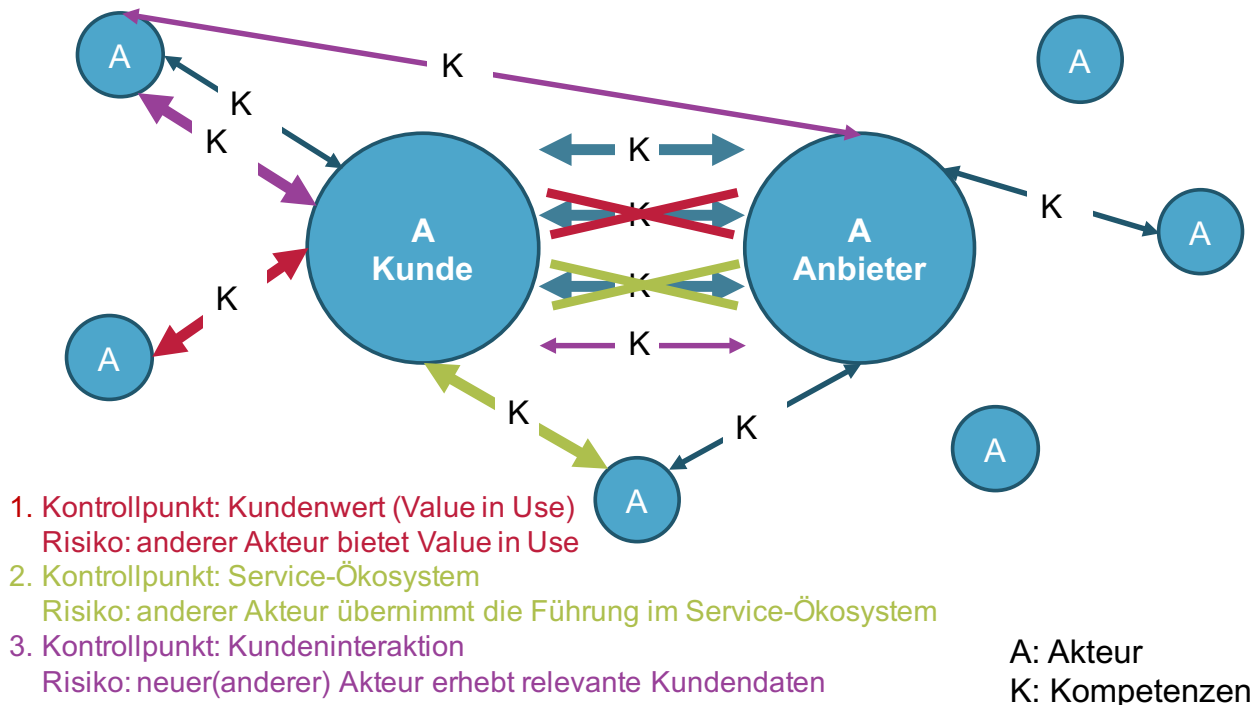 A
A
K
K
K
K
A
Kunde
K
K
K
K
A
Anbieter
K
A
K
A
K
K
A
A
1. Kontrollpunkt: Kundenwert (Value in Use)
Risiko: anderer Akteur bietet Value in Use
2. Kontrollpunkt: Service-Ökosystem
Risiko: anderer Akteur übernimmt die Führung im Service-Ökosystem
3. Kontrollpunkt: Kundeninteraktion
Risiko: neuer(anderer) Akteur erhebt relevante Kundendaten
A: Akteur
K: Kompetenzen